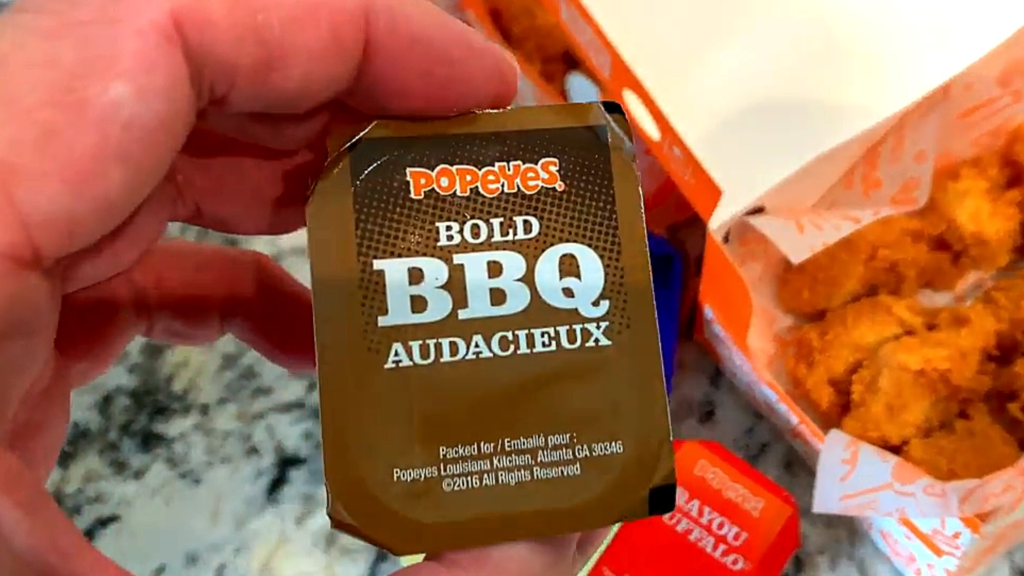 POPEYES
BOLD
BBQ
AUDACIEUX
Packed for / Emballé pour :
Popeyes Louisiana Kitchen, Atlanta GA 30346
©2016 All Rights Reserved
POPEYES
BAYOU
BUFFALO